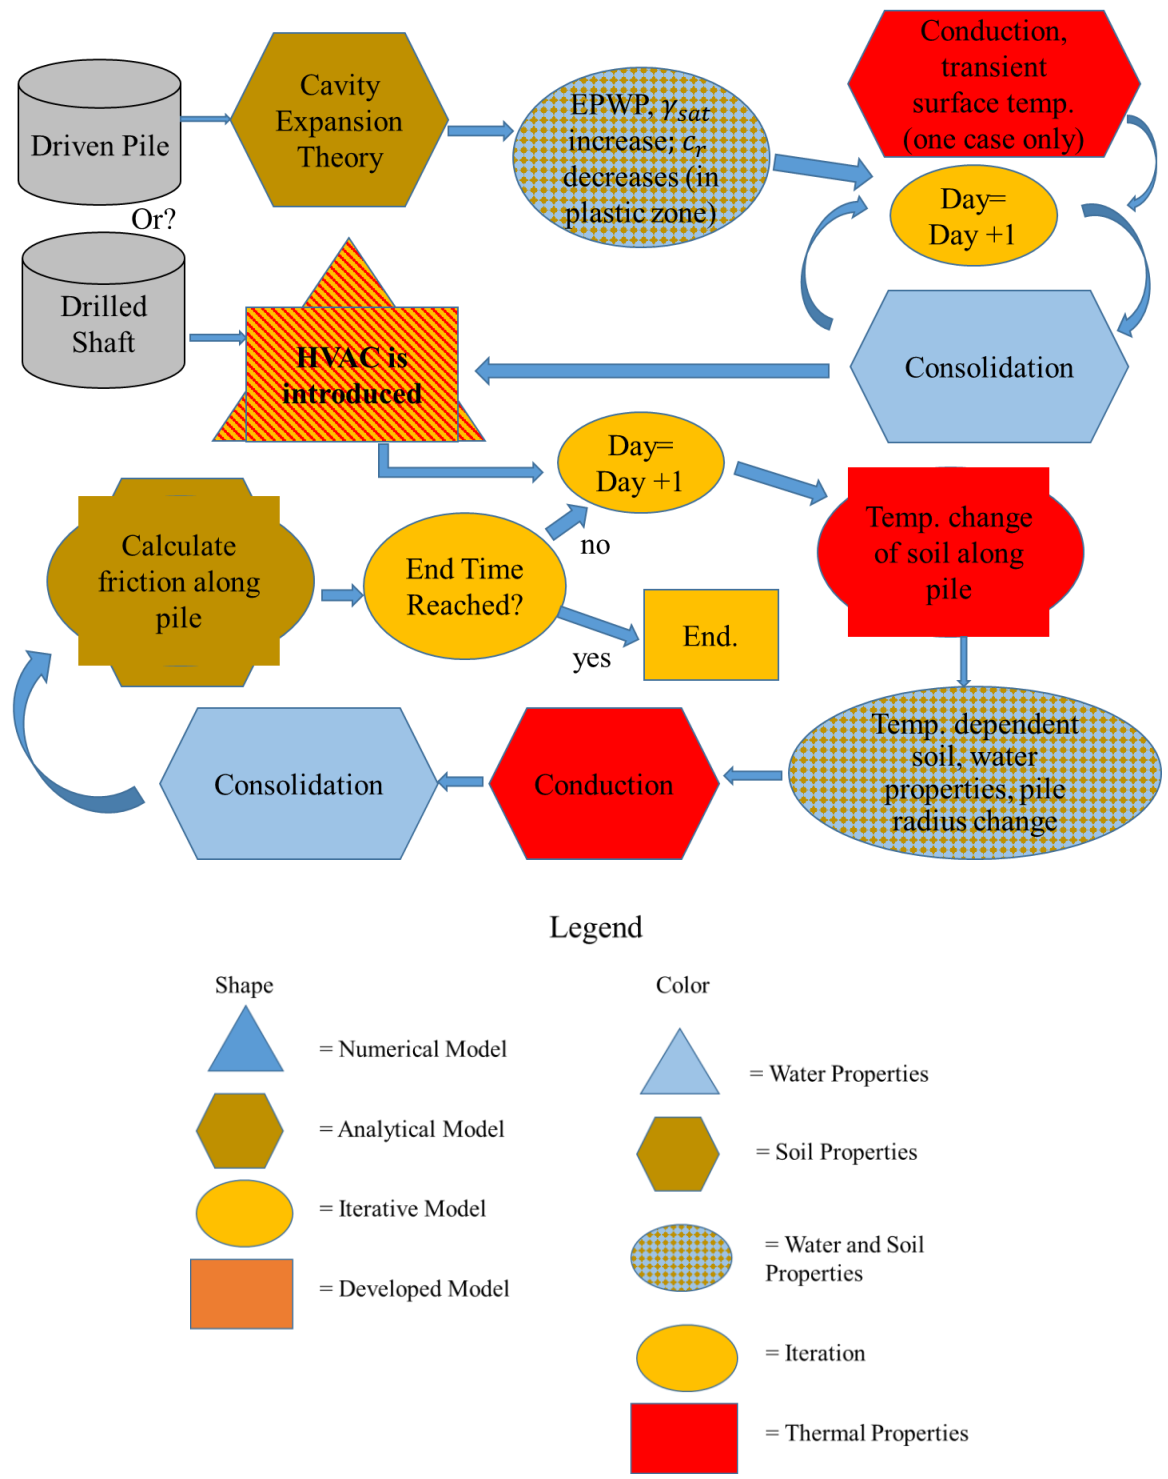 Driven Pile
Or?
Drilled
Shaft
Cavity
Expansion
Theory
EPWP, γ_sat
increase; c_r
decreases (in
plastic zone)
Conduction,
transient
surface temp.
(one case only)
Day=
Day +1
Consolidation
HVAC is
introduced
Day=
Day +1
Temp. change
of soil along
pile
Calculate
friction along
pile
End Time
Reached?
no
yes
End.
Temp. dependent
soil, water
properties, pile
radius change
Conduction
Consolidation
Legend
Shape
= Numerical Model
= Analytical Model
= Iterative Model
= Developed Model
Color
= Water Properties
= Soil Properties
= Water and Soil
Properties
= Iteration
= Thermal Properties